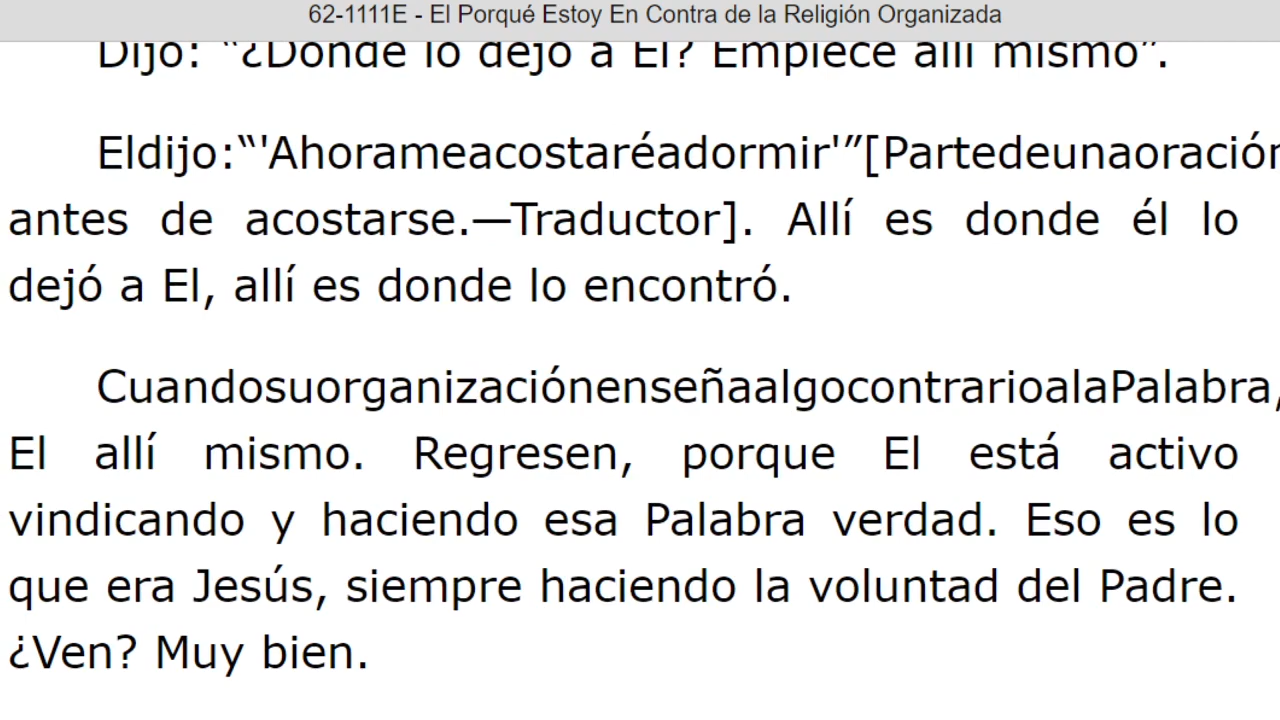 62-1111E - El Porqué Estoy En Contra de la Religión Organizada
Dijo: “¿Dónde lo dejó a El? Empiece allí mismo”.
Eldijo:“'Ahorameacostaréadormir'”[Partedeunaoración
antes de acostarse.—Traductor]. Allí es donde él lo
dejó a El, allí es donde lo encontró.
Cuandosuorganizaciónenseñaalgocontrarioala​Palabra,
El allí mismo. Regresen, porque El está activo
vindicando y haciendo esa Palabra verdad. Eso es lo
que era Jesús, siempre haciendo la voluntad del Padre.
¿Ven? Muy bien.